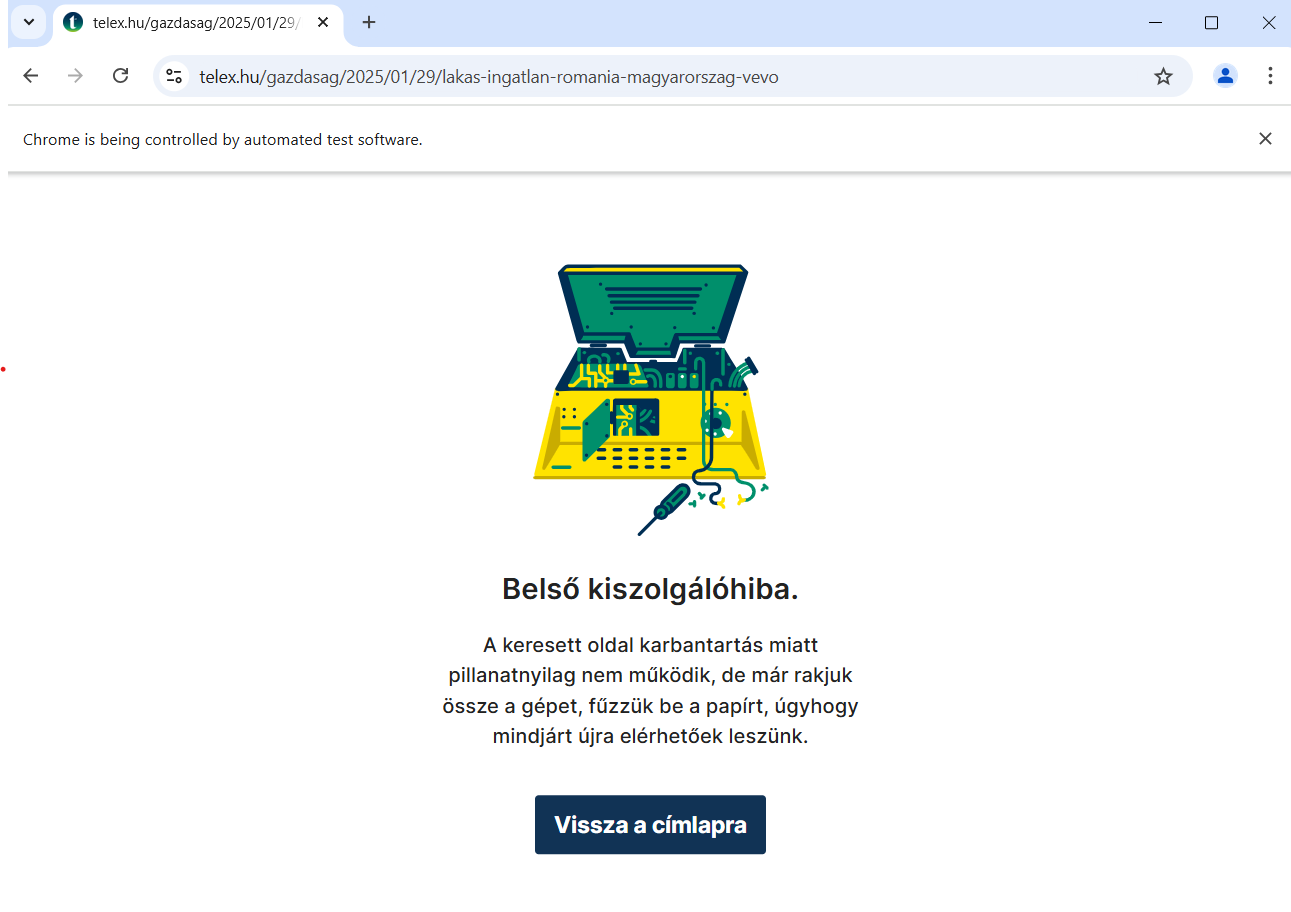 telex.hu/gazdasag/2025/01/29/
telex.hu/gazdasag/2025/01/29/lakas-ingatlan-romania-magyarorszag-vevo
Chrome is being controlled by automated test software.
Belső kiszolgálóhiba.
A keresett oldal karbantartás miatt
pillanatnyilag nem működik, de már rakjuk
össze a gépet, fűzzük be a papírt, úgyhogy
mindjárt újra elérhetőek leszünk.
Vissza a címlapra